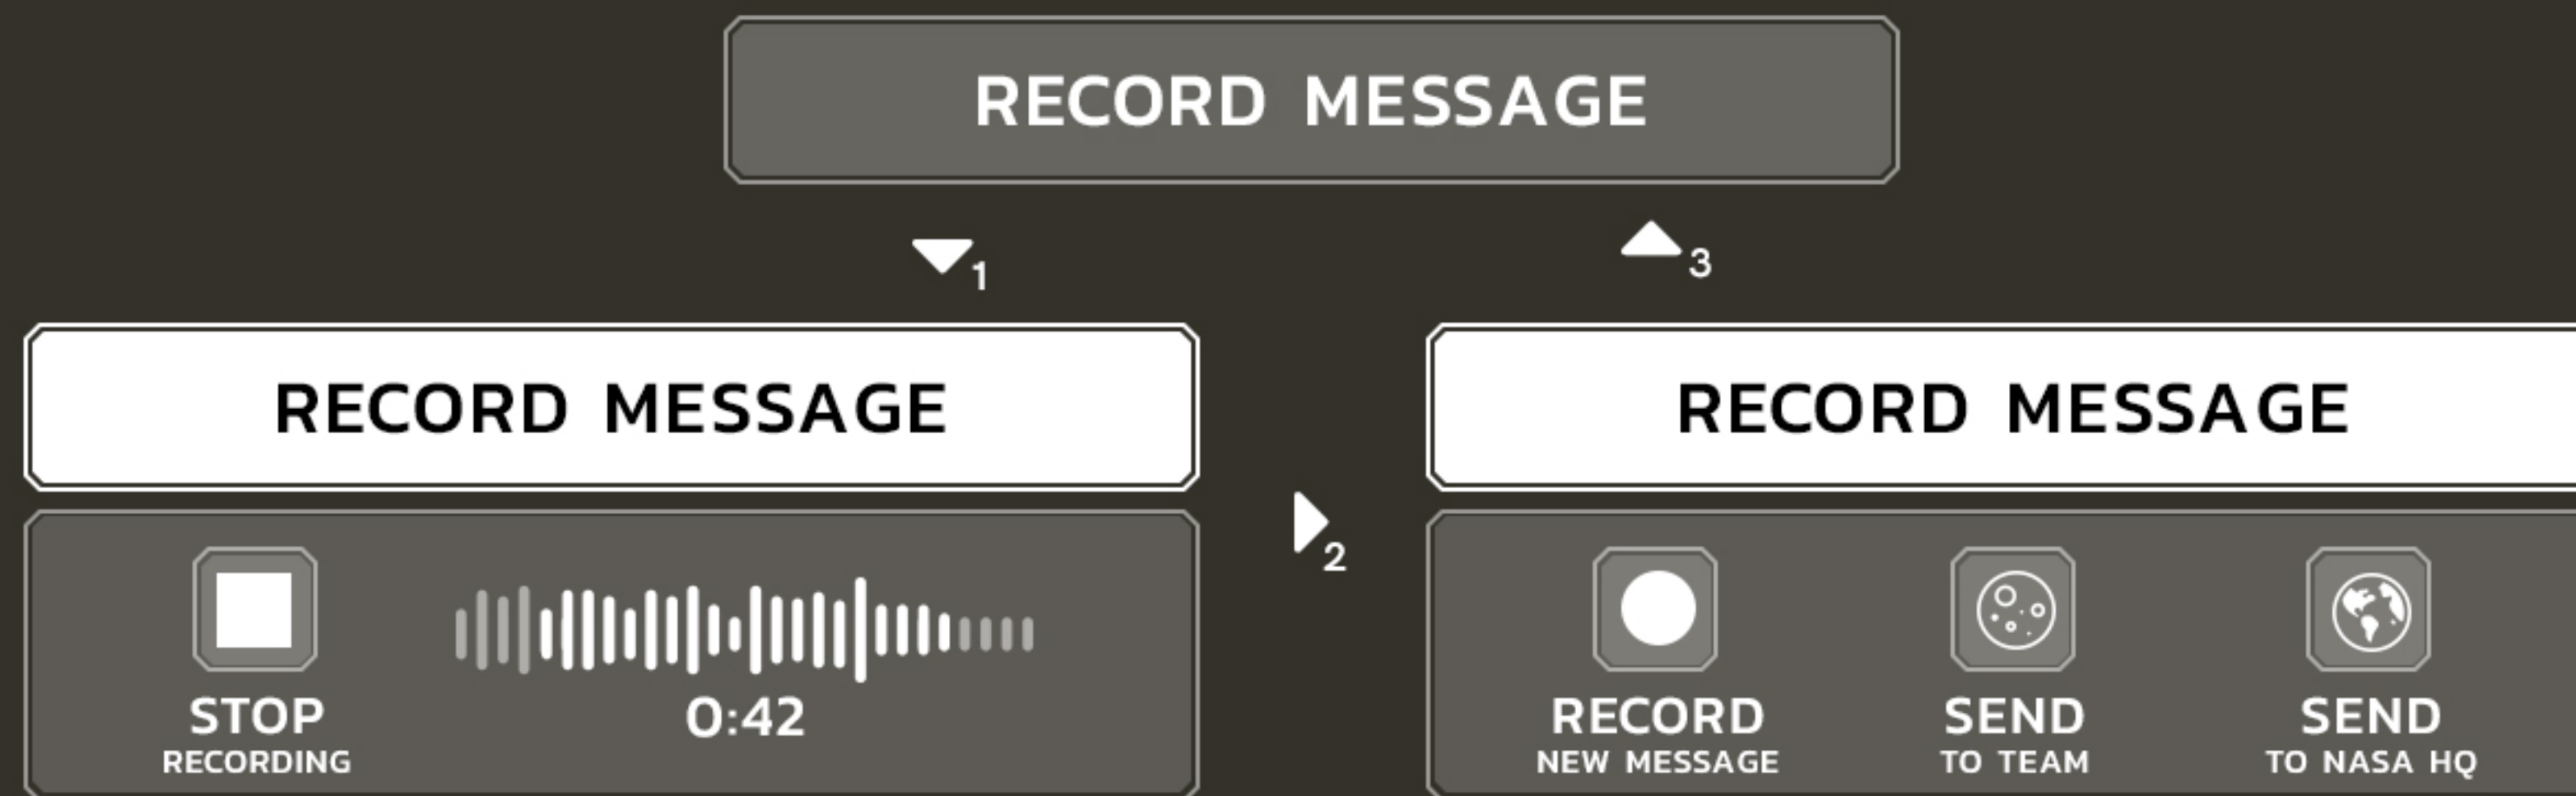 RECORD MESSAGE
1
3
RECORD MESSAGE
RECORD MESSAGE
2
STOP
RECORDING
0:42
RECORD
NEW MESSAGE
SEND
TO TEAM
SEND
TO NASA HQ